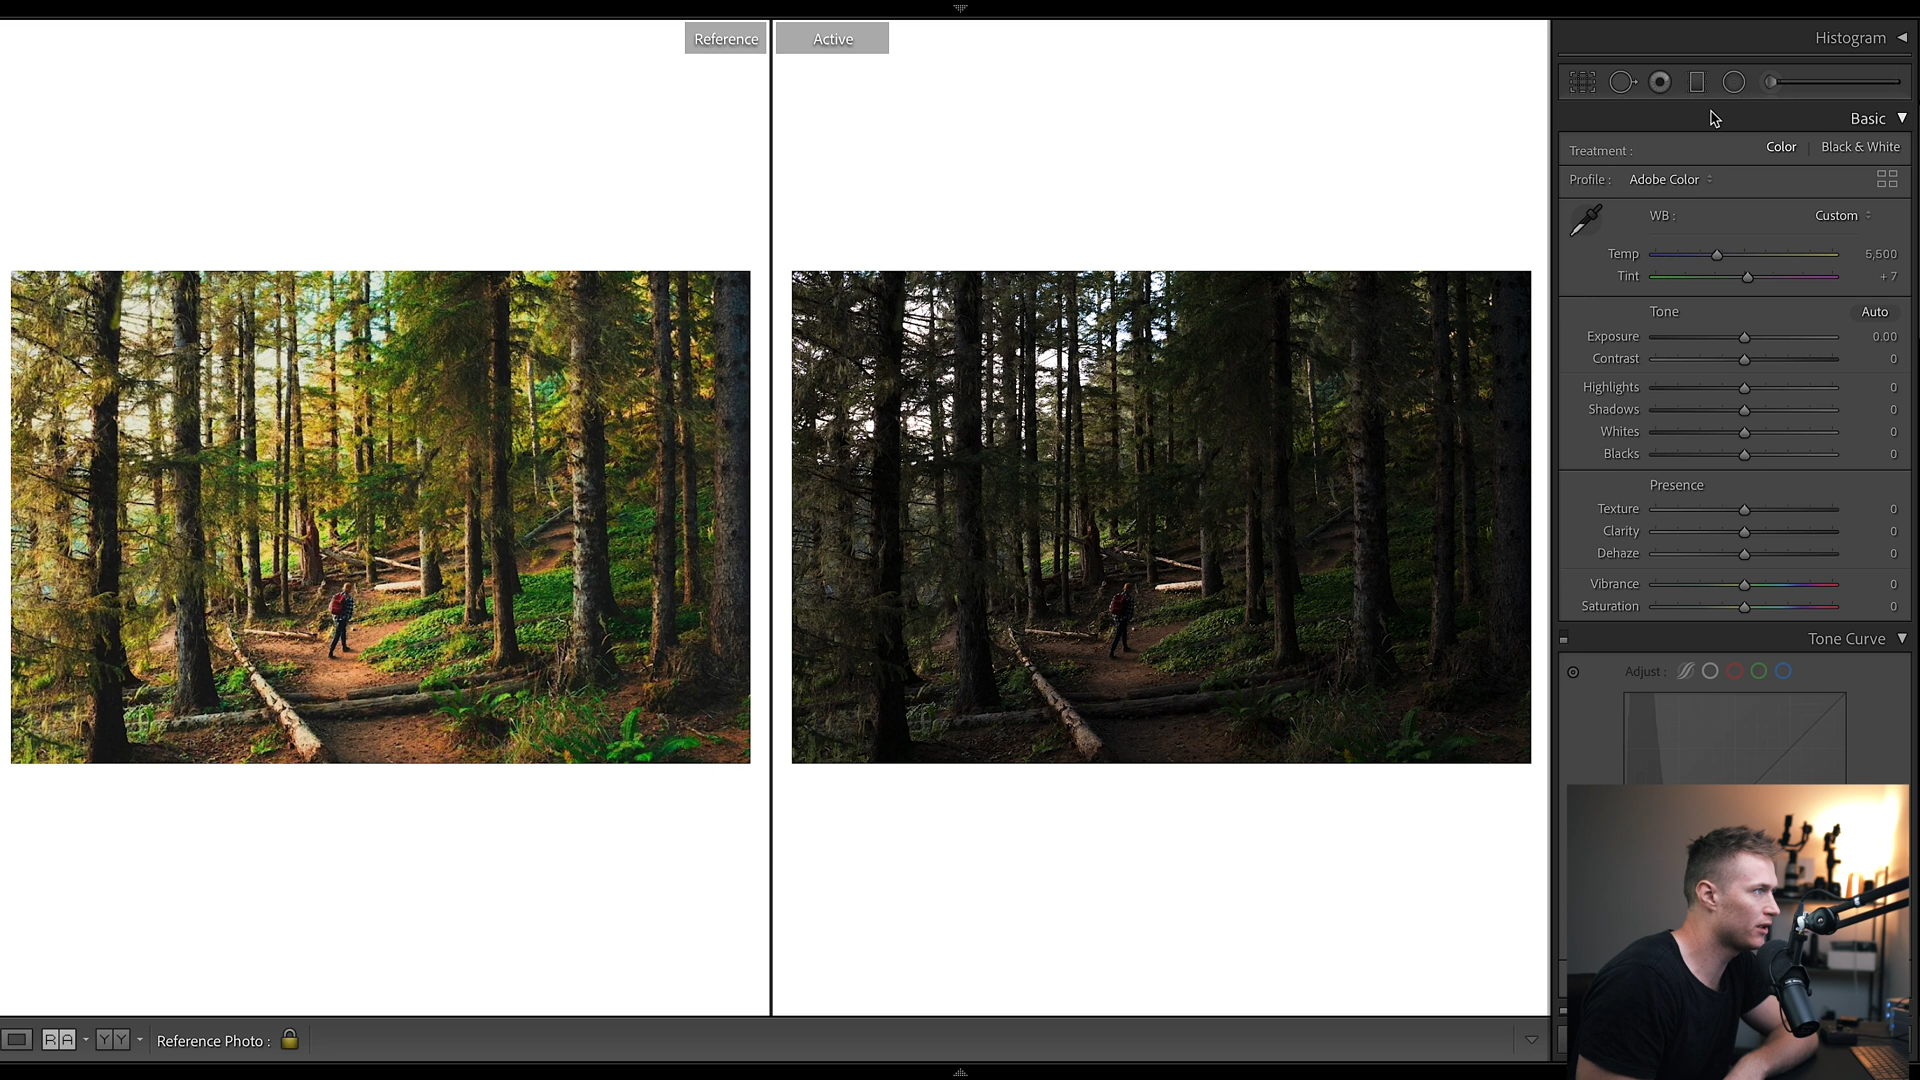 Reference
Active
Histogram
Basic
Treatment :
Color
Black & White
Profile :
Adobe Color
WB :
Custom
Temp
5,500
Tint
+ 7
Tone
Auto
Exposure
0.00
Contrast
0
Highlights
0
Shadows
0
Whites
0
Blacks
0
Presence
Texture
0
Clarity
0
Dehaze
0
Vibrance
0
Saturation
0
Tone Curve
Adjust :
R A
Y Y
Reference Photo :